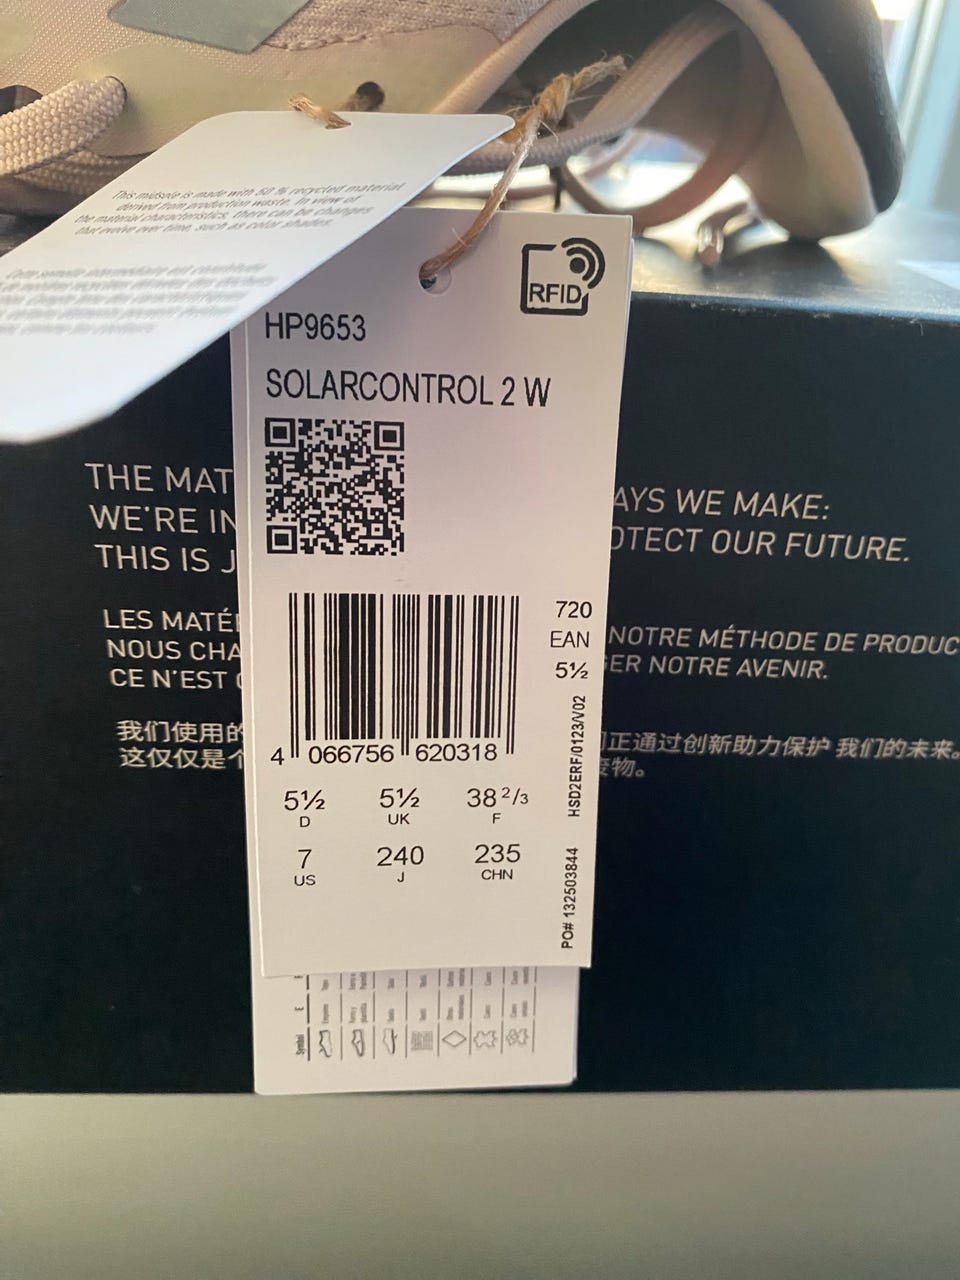 This midsole is made with 50 % recycled material
derived from production waste. In view of
the material characteristics, there can be changes
that evolve over time, such as color shades.
RFID
HP9653
SOLARCONTROL 2 W
THE MAT
WE'RE IN
THIS IS J
AYS WE MAKE:
OTECT OUR FUTURE.
LES MATÉ
NOUS CHA
CE N'EST
NOTRE MÉTHODE DE PRODUC
GER NOTRE AVENIR.
我们使用的
这仅仅是个
正通过创新助力保护 我们的未来。
废物。
720
EAN
5½
4 066756 620318
5½ 5½ 38 2/3
D UK F
7 240 235
US J CHN
HSD2ERF/0123/V02
PO# 132503844
Symbol